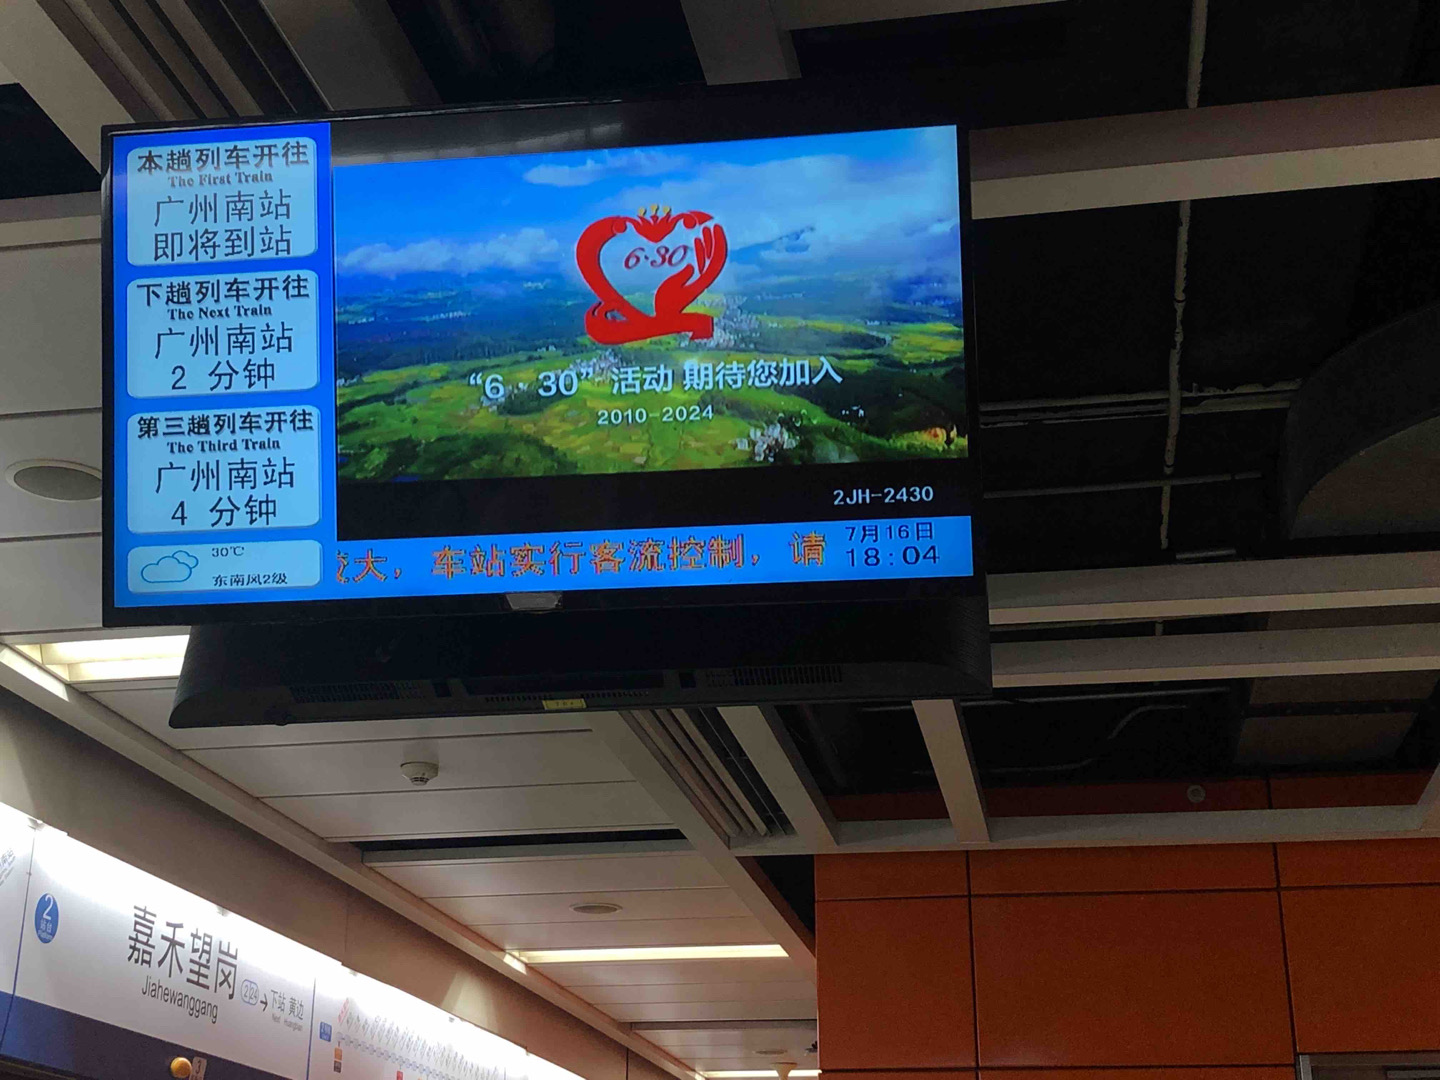 本趟列车开往
The First Train
广州南站
即将到站
下趟列车开往
The Next Train
广州南站
2 分钟
第三趟列车开往
The Third Train
广州南站
4 分钟
30℃
东南风2级
6·30
“6·30”活动 期待您加入
2010-2024
2JH-2430
大，车站实行客流控制，请
7月16日
18:04
2
嘉禾望岗
Jiahewanggang
下站 黄边
3